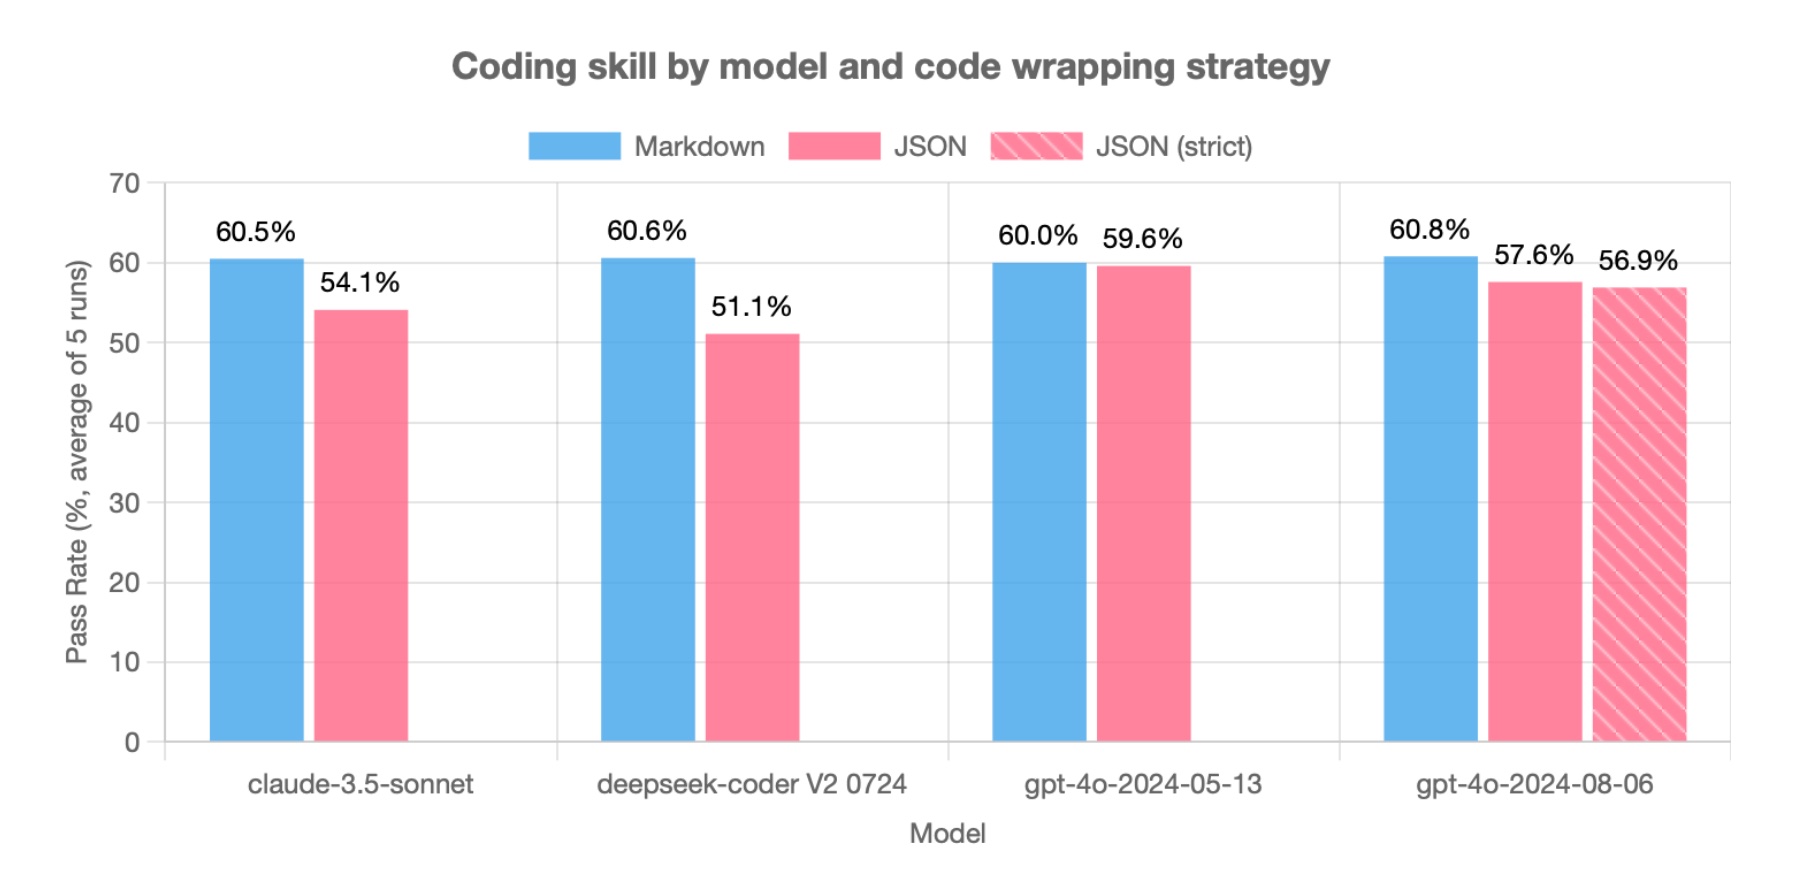 Coding skill by model and code wrapping strategy
Markdown JSON JSON (strict)
Pass Rate (%, average of 5 runs)
70
60
50
40
30
20
10
0
60.5% 54.1% 60.6% 51.1% 60.0% 59.6% 60.8% 57.6% 56.9%
claude-3.5-sonnet deepseek-coder V2 0724 gpt-4o-2024-05-13 gpt-4o-2024-08-06
Model